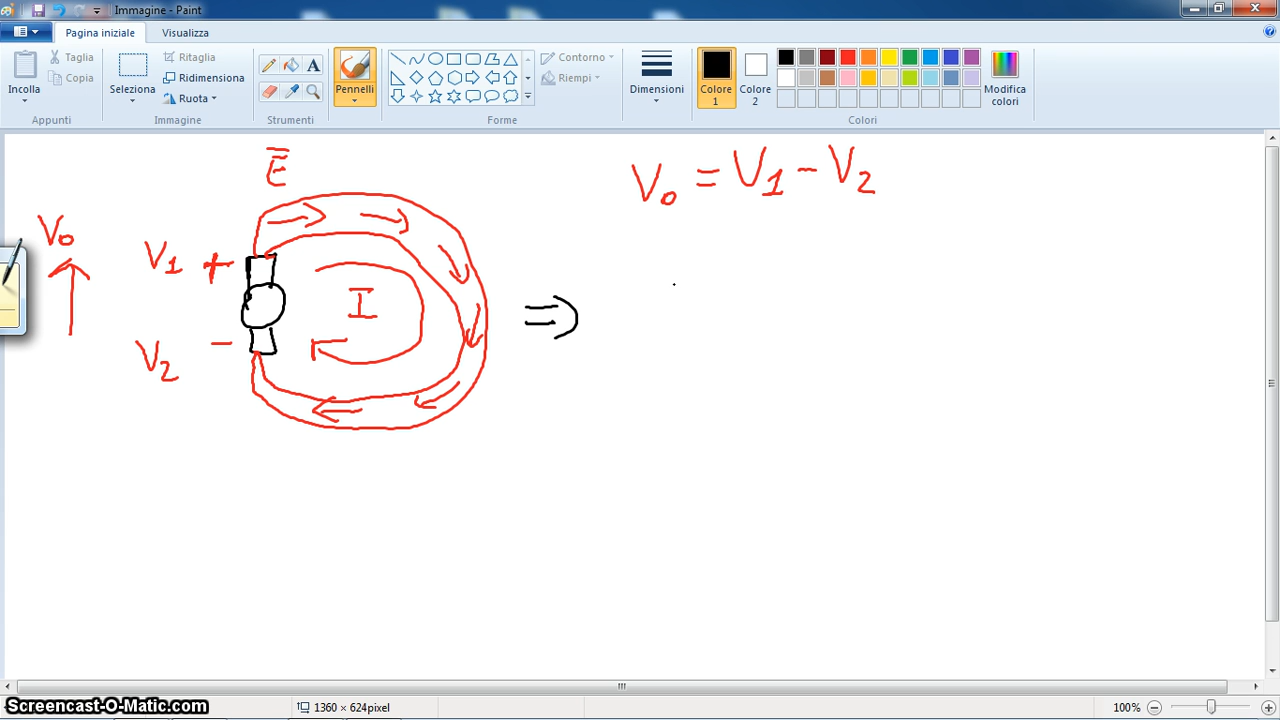 Immagine - Paint
Pagina iniziale
Visualizza
Incolla
Taglia
Copia
Appunti
Seleziona
Ritaglia
Ridimensiona
Ruota
Immagine
A
Strumenti
Pennelli
Contorno
Riempi
Forme
Dimensioni
Colore 1
Colore 2
Modifica colori
Colori
E̅
V₀ = V₁ - V₂
V₀
V₁ +
I
⇒
V₂ -
Screencast-O-Matic.com
1360 × 624pixel
100%